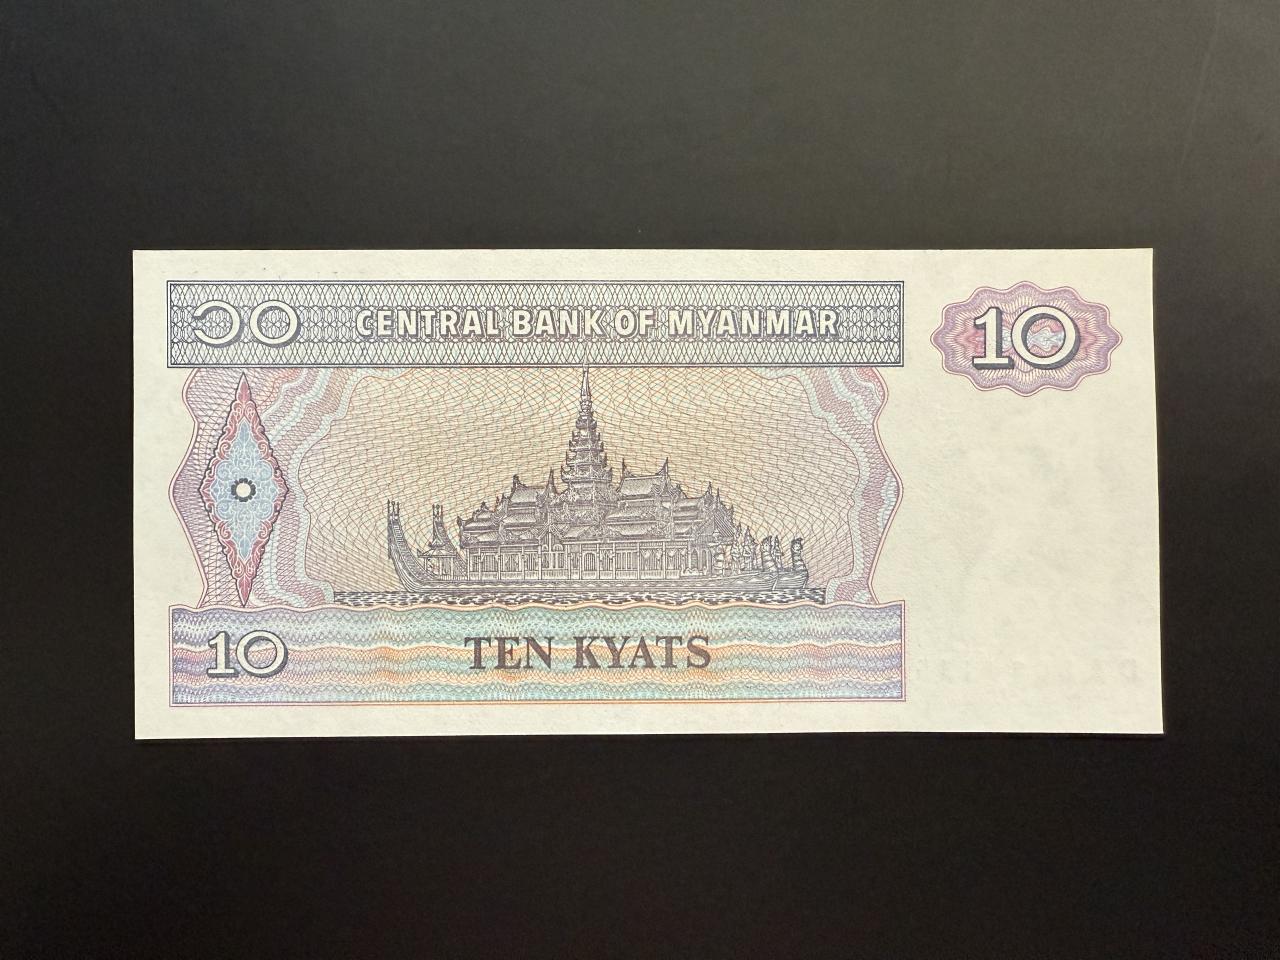 ၁၀ CENTRAL BANK OF MYANMAR 10
10 TEN KYATS